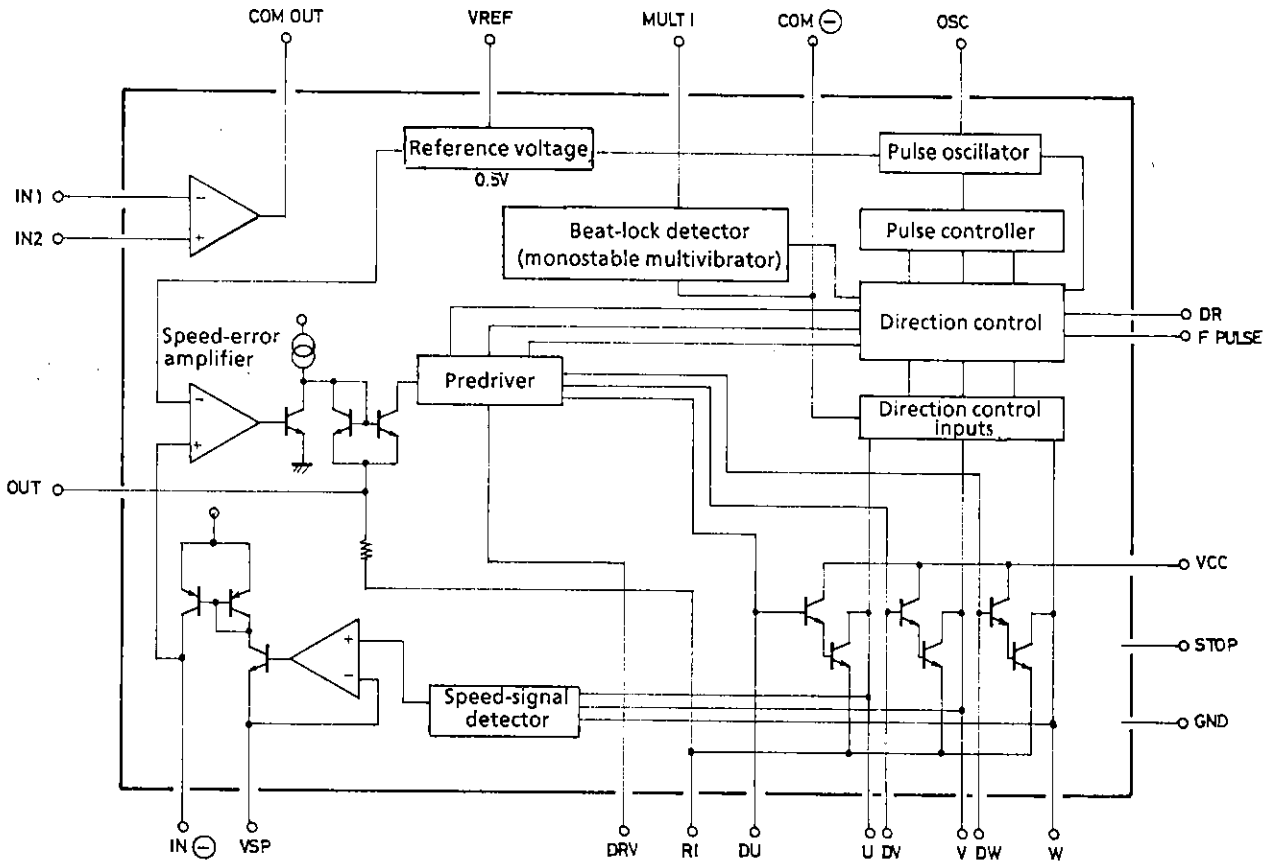 COM OUT
VREF
MULT I
COM ⊖
OSC
Reference voltage
0.5V
Pulse oscillator
IN1
IN2
-
+
Beat-lock detector
(monostable multivibrator)
Pulse controller
Direction control
DR
F PULSE
Speed-error
amplifier
Predriver
-
+
Direction control
inputs
OUT
VCC
+
-
STOP
Speed-signal
detector
GND
IN ⊖
VSP
DRV
RI
DU
U
DV
V
DW
W